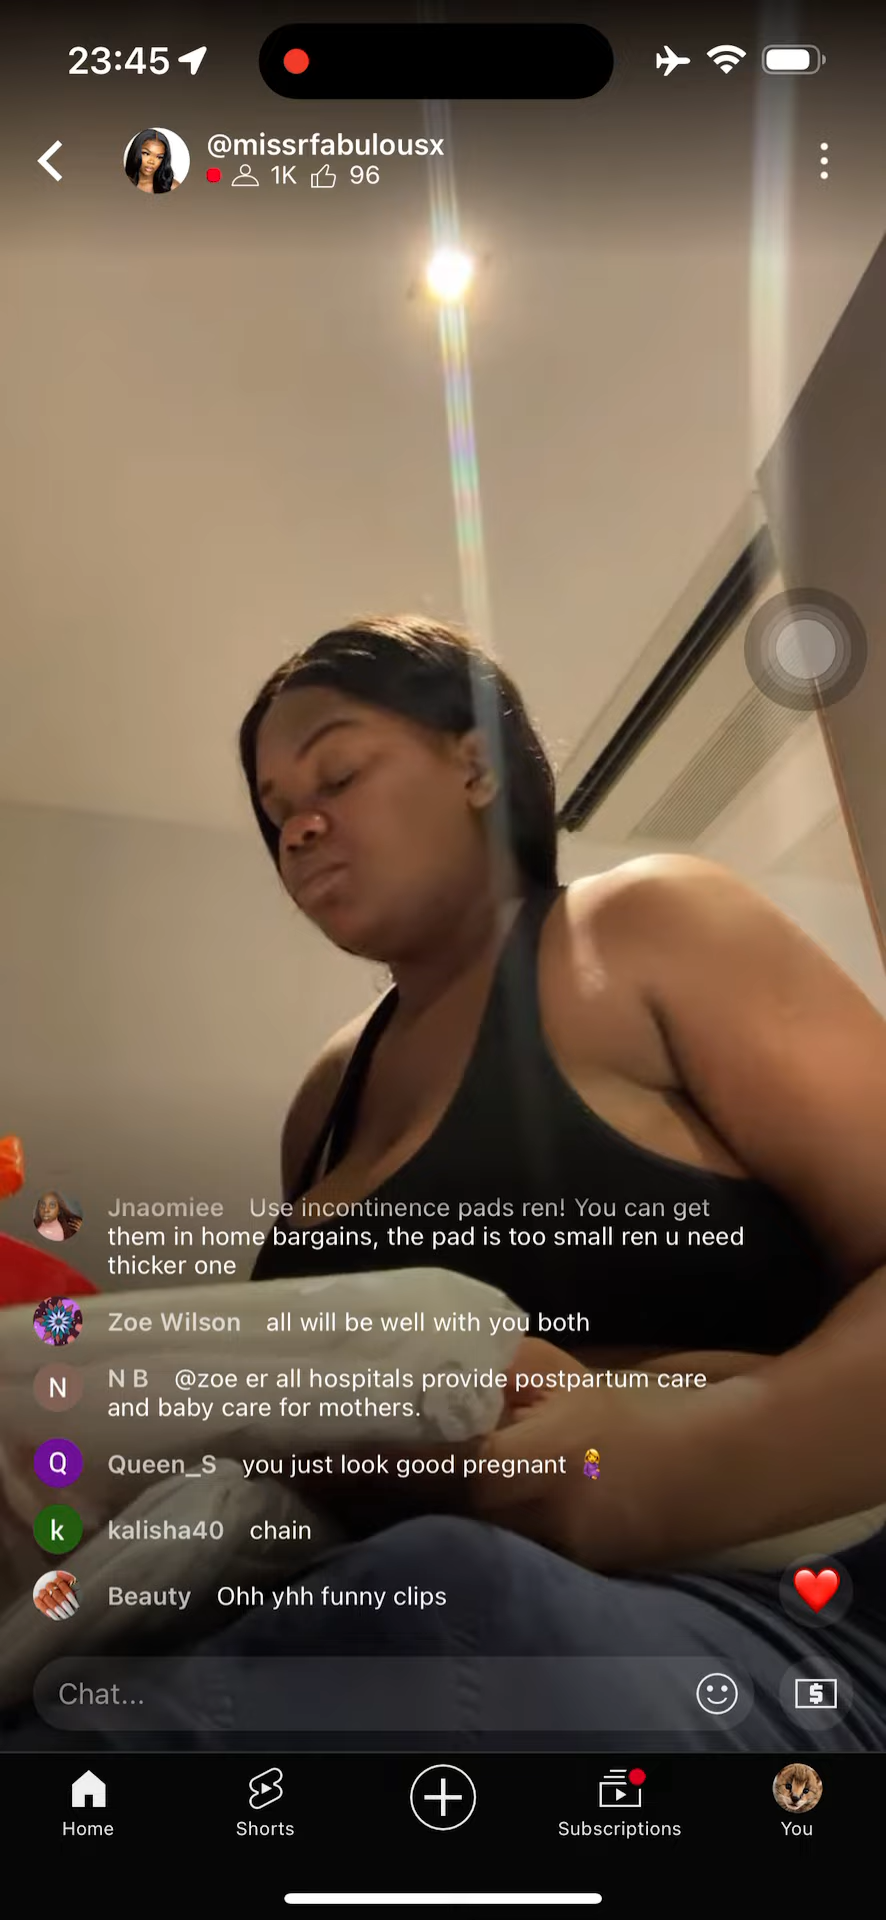 23:45
@missrfabulousx
1K 96
Jnaomiee Use incontinence pads ren! You can get
them in home bargains, the pad is too small ren u need
thicker one
Zoe Wilson all will be well with you both
N
N B @zoe er all hospitals provide postpartum care
and baby care for mothers.
Q
Queen_S you just look good pregnant 🤰
k
kalisha40 chain
Beauty Ohh yhh funny clips
Chat...
$
Home Shorts Subscriptions You